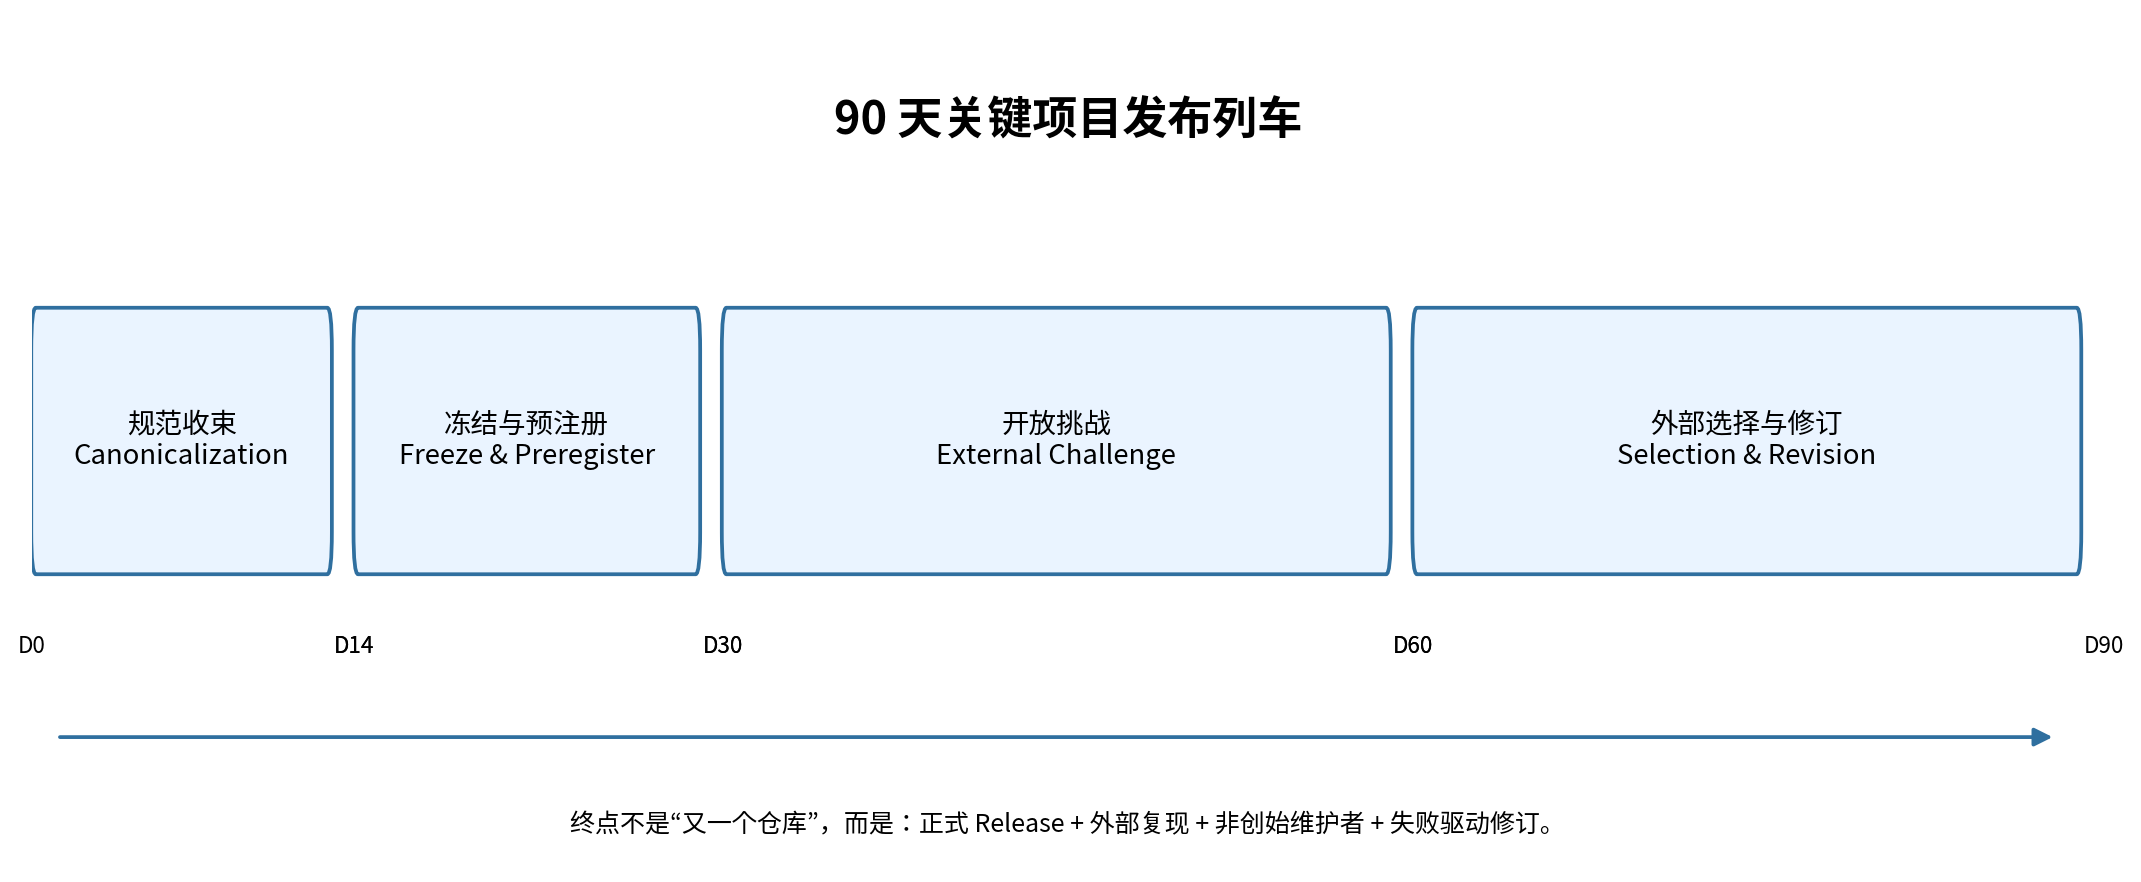 90 天关键项目发布列车
规范收束
Canonicalization
冻结与预注册
Freeze & Preregister
开放挑战
External Challenge
外部选择与修订
Selection & Revision
D0
D14
D30
D60
D90
终点不是“又一个仓库”，而是：正式 Release + 外部复现 + 非创始维护者 + 失败驱动修订。